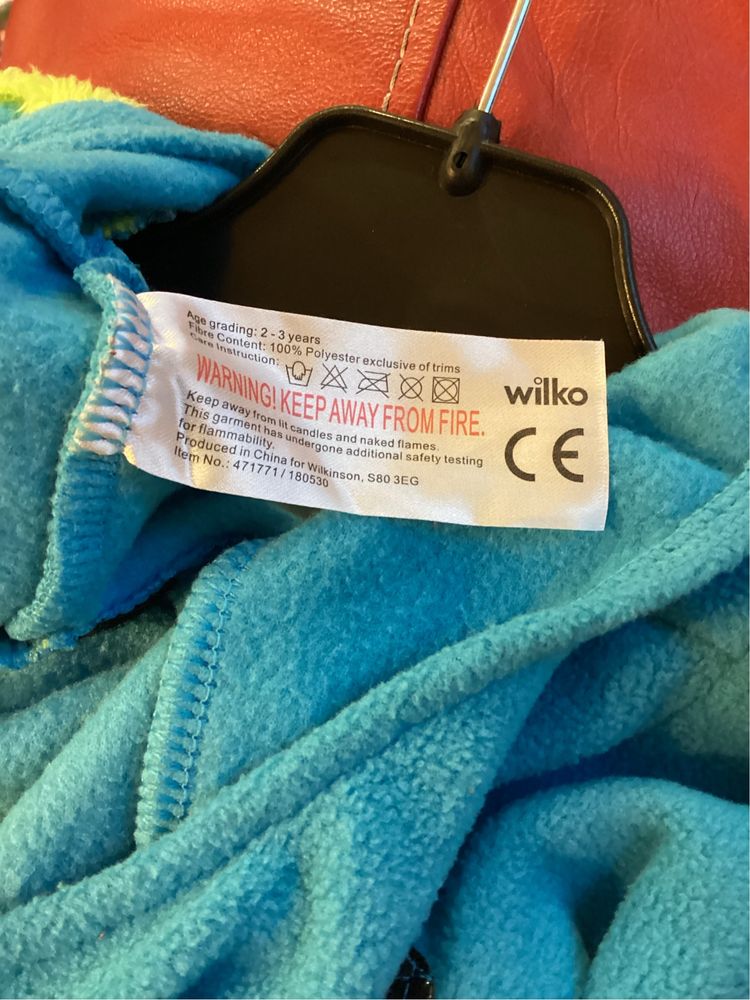 Age grading: 2 - 3 years
Fibre Content: 100% Polyester exclusive of trims
Care Instruction:
WARNING! KEEP AWAY FROM FIRE.
Keep away from lit candles and naked flames.
This garment has undergone additional safety testing
for flammability.
Produced in China for Wilkinson, S80 3EG
Item No.: 471771 / 180530
wilko
CE